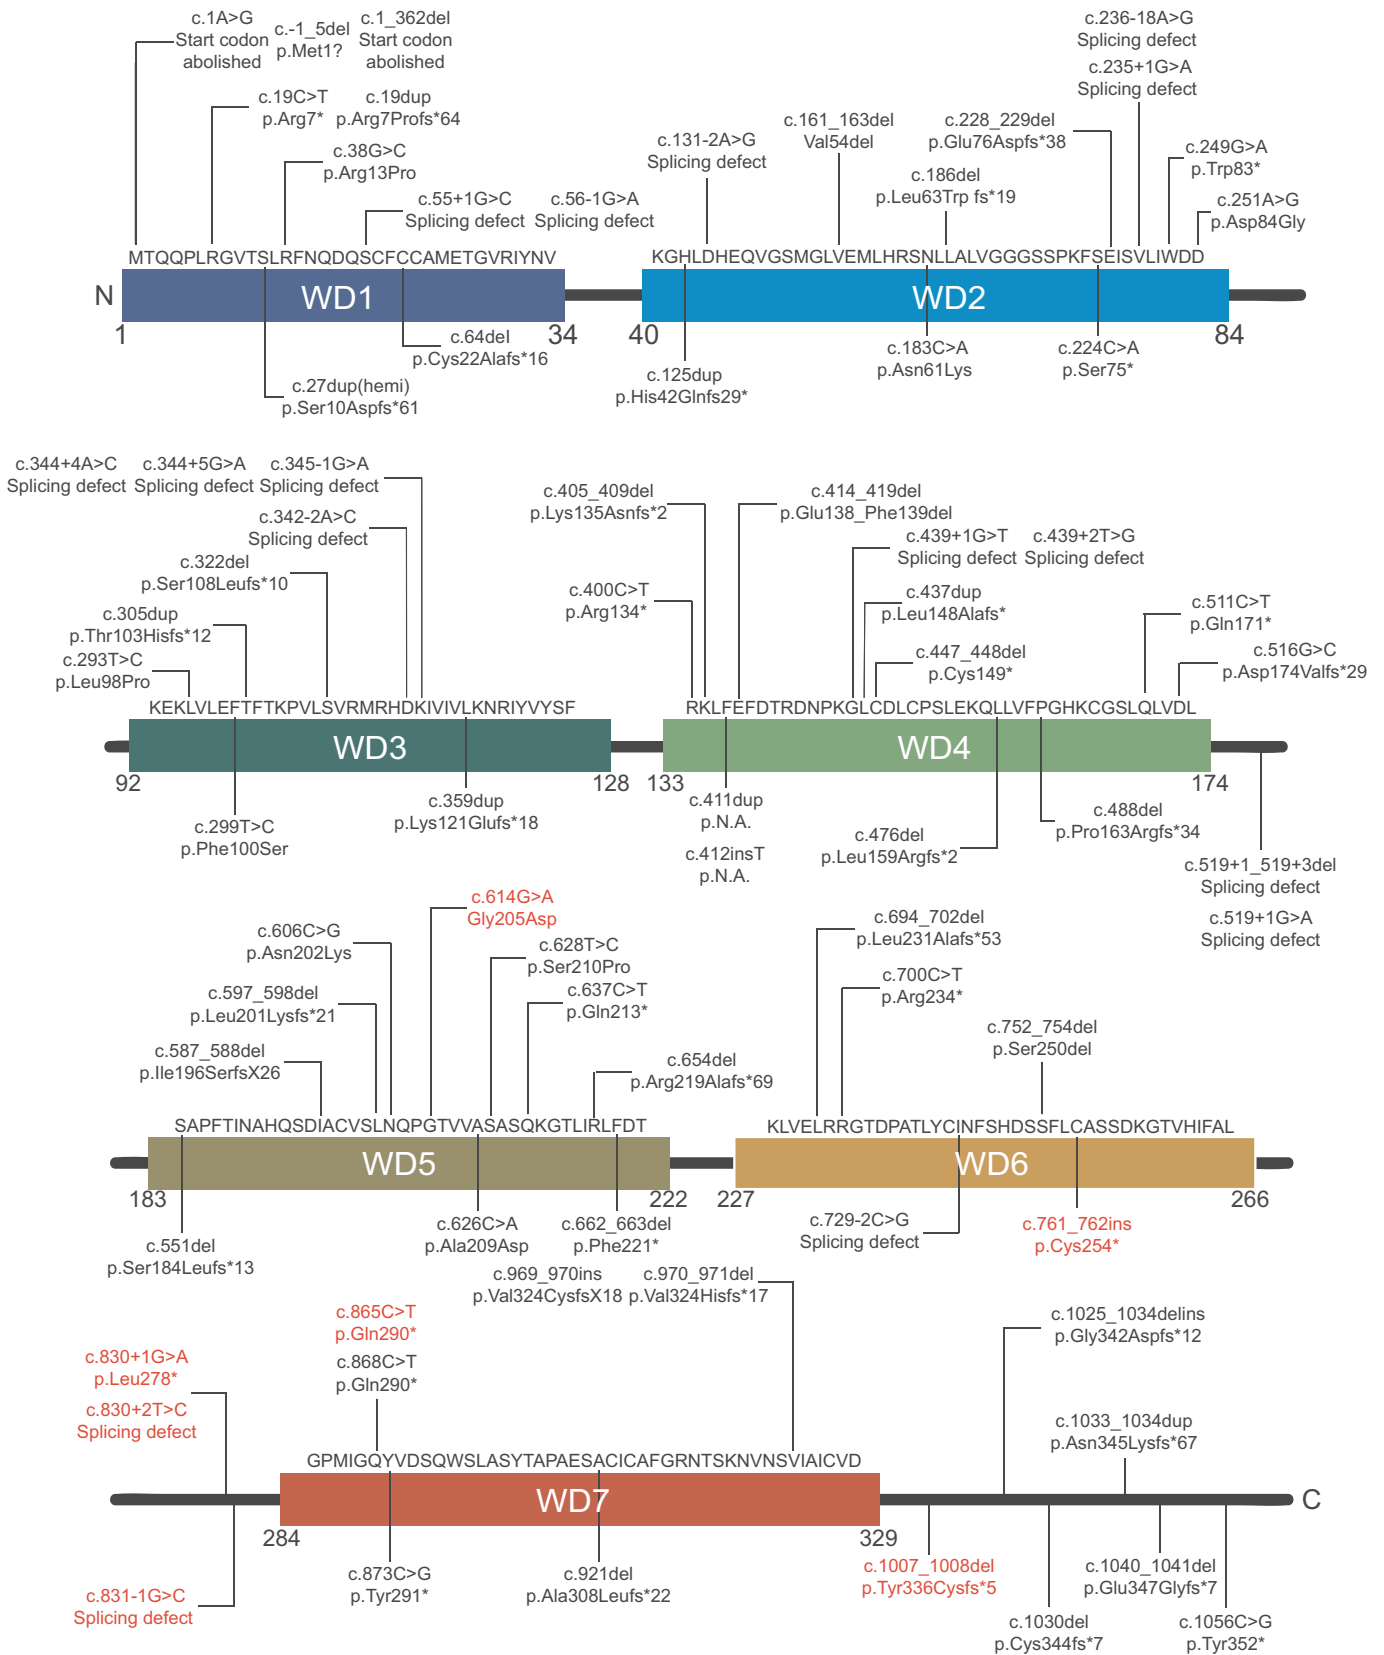 c.1A>G
Start codon
abolished
c.-1_5del
p.Met1?
c.1_362del
Start codon
abolished
c.19C>T
p.Arg7*
c.19dup
p.Arg7Profs*64
c.38G>C
p.Arg13Pro
c.55+1G>C
Splicing defect
c.56-1G>A
Splicing defect
c.131-2A>G
Splicing defect
c.161_163del
Val54del
c.186del
p.Leu63Trp fs*19
c.228_229del
p.Glu76Aspfs*38
c.236-18A>G
Splicing defect
c.235+1G>A
Splicing defect
c.249G>A
p.Trp83*
c.251A>G
p.Asp84Gly
MTQQPLRGVTSLRFNQDQSCFCCAMETGVRIYNV
KGHLDHEQVGSMGLVEMLHRSNLLALVGGGSSPKFSEISVLIWDD
N
WD1
WD2
1
34
40
84
c.64del
p.Cys22Alafs*16
c.27dup(hemi)
p.Ser10Aspfs*61
c.125dup
p.His42Glnfs29*
c.183C>A
p.Asn61Lys
c.224C>A
p.Ser75*
c.344+4A>C
Splicing defect
c.344+5G>A
Splicing defect
c.345-1G>A
Splicing defect
c.342-2A>C
Splicing defect
c.322del
p.Ser108Leufs*10
c.305dup
p.Thr103Hisfs*12
c.293T>C
p.Leu98Pro
c.405_409del
p.Lys135Asnfs*2
c.400C>T
p.Arg134*
c.414_419del
p.Glu138_Phe139del
c.439+1G>T
Splicing defect
c.439+2T>G
Splicing defect
c.437dup
p.Leu148Alafs*
c.447_448del
p.Cys149*
c.511C>T
p.Gln171*
c.516G>C
p.Asp174Valfs*29
KEKLVLEFTFTKPVLSVRMRHDKIVIVLKNRIYVYSF
RKLFEFDTRDNPKGLCDLCPSLEKQLLVFPGHKCGSLQLVDL
WD3
WD4
92
128
133
174
c.299T>C
p.Phe100Ser
c.359dup
p.Lys121Glufs*18
c.411dup
p.N.A.
c.412insT
p.N.A.
c.476del
p.Leu159Argfs*2
c.488del
p.Pro163Argfs*34
c.519+1_519+3del
Splicing defect
c.519+1G>A
Splicing defect
c.614G>A
Gly205Asp
c.606C>G
p.Asn202Lys
c.597_598del
p.Leu201Lysfs*21
c.587_588del
p.Ile196SerfsX26
c.628T>C
p.Ser210Pro
c.637C>T
p.Gln213*
c.654del
p.Arg219Alafs*69
c.694_702del
p.Leu231Alafs*53
c.700C>T
p.Arg234*
c.752_754del
p.Ser250del
SAPFTINAHQSDIACVSLNQPGTVVASASQKGTLIRLFDT
KLVELRRGTDPATLYCINFSHDSSFLCASSDKGTVHIFAL
WD5
WD6
183
222
227
266
c.551del
p.Ser184Leufs*13
c.626C>A
p.Ala209Asp
c.662_663del
p.Phe221*
c.729-2C>G
Splicing defect
c.761_762ins
p.Cys254*
c.969_970ins
p.Val324CysfsX18
c.970_971del
p.Val324Hisfs*17
c.865C>T
p.Gln290*
c.868C>T
p.Gln290*
c.830+1G>A
p.Leu278*
c.830+2T>C
Splicing defect
c.1025_1034delins
p.Gly342Aspfs*12
c.1033_1034dup
p.Asn345Lysfs*67
GPMIGQYVDSQWSLASYTAPAESACICAFGRNTSKNVNSVIAICVD
WD7
C
284
329
c.831-1G>C
Splicing defect
c.873C>G
p.Tyr291*
c.921del
p.Ala308Leufs*22
c.1007_1008del
p.Tyr336Cysfs*5
c.1040_1041del
p.Glu347Glyfs*7
c.1030del
p.Cys344fs*7
c.1056C>G
p.Tyr352*